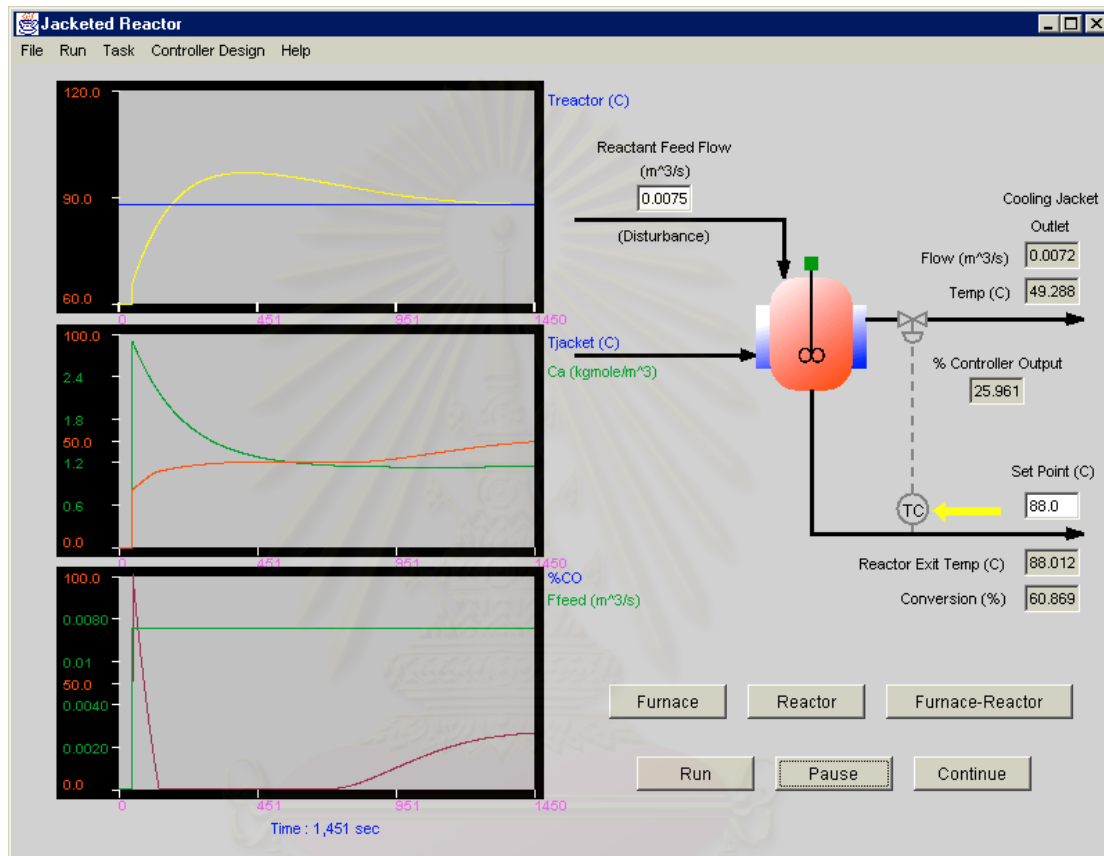 Jacketed Reactor
File Run Task Controller Design Help
120.0
90.0
60.0
0 451 951 1450
Treactor (C)
100.0
2.4
1.8
50.0
1.2
0.6
0.0
0 451 951 1450
Tjacket (C)
Ca (kgmole/m^3)
100.0
0.0080
0.01
50.0
0.0040
0.0020
0.0
0 451 951 1450
%CO
Ffeed (m^3/s)
Time : 1,451 sec
Reactant Feed Flow
(m^3/s)
0.0075
(Disturbance)
Cooling Jacket
Outlet
Flow (m^3/s) 0.0072
Temp (C) 49.288
% Controller Output
25.961
Set Point (C)
TC 88.0
Reactor Exit Temp (C) 88.012
Conversion (%) 60.869
Furnace Reactor Furnace-Reactor
Run Pause Continue